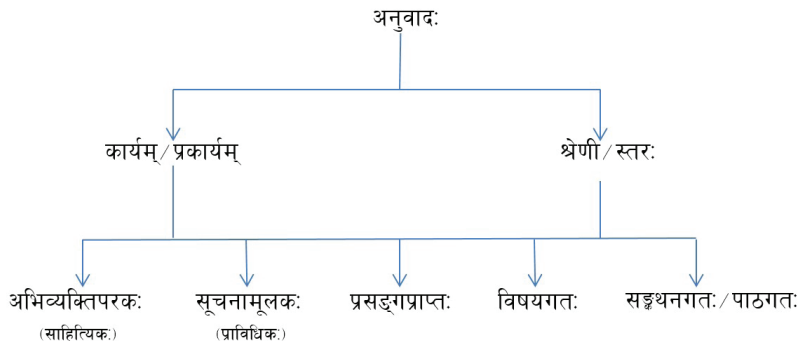 अनुवाद:
कार्यम्/प्रकार्यम् श्रेणी/स्तर:
अभिव्यक्तिपरक: सूचनामूलक: प्रसङ्गप्राप्त: विषयगत: सङ्कथनगत:/पाठगत:
(साहित्यिक:) (प्राविधिक:)